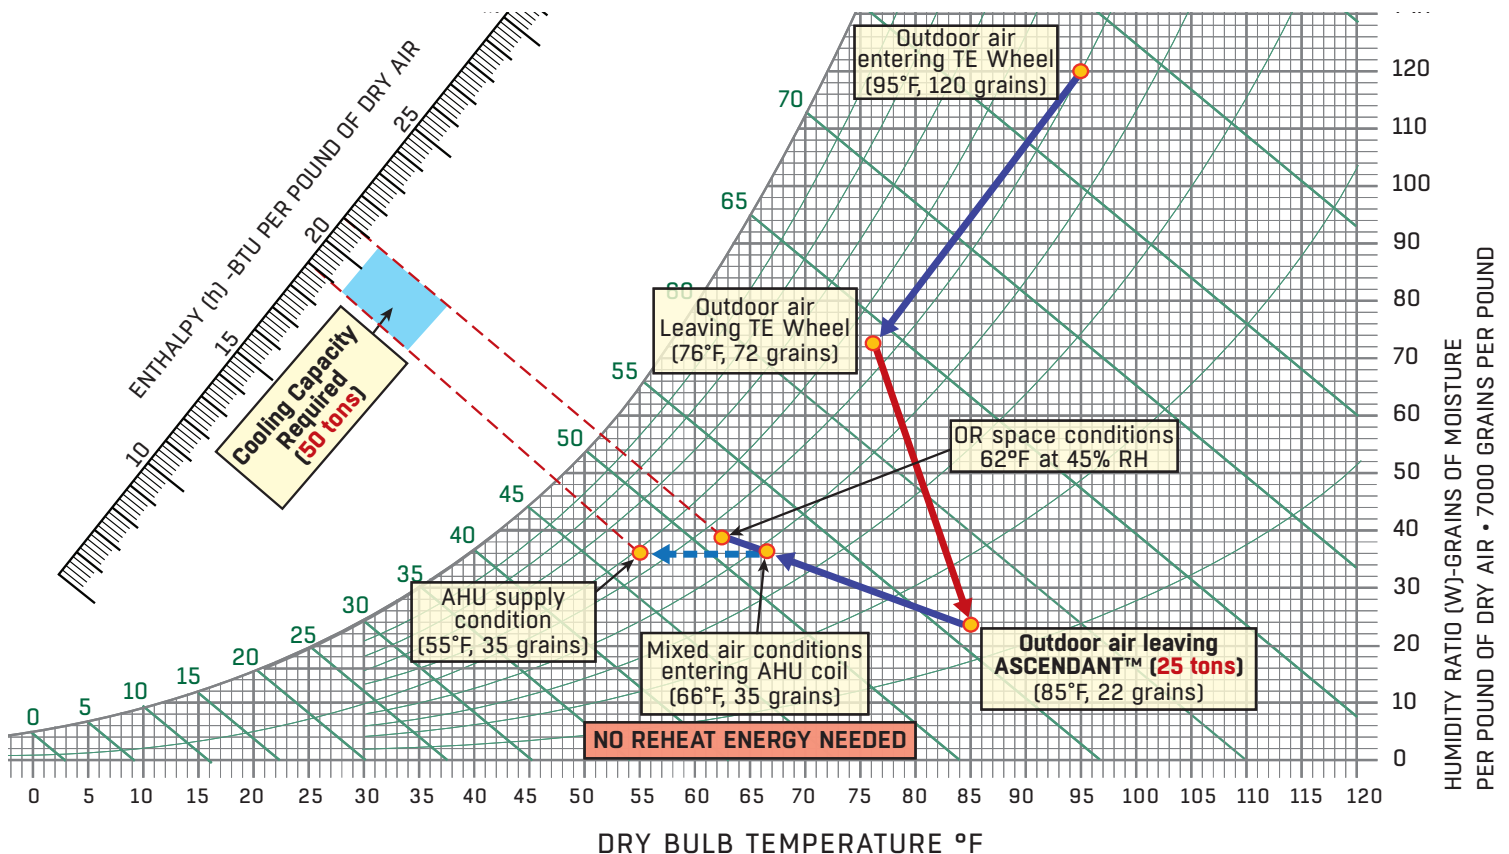 ENTHALPY (h) -BTU PER POUND OF DRY AIR
10
15
20
25
Outdoor air
entering TE Wheel
(95°F, 120 grains)
Outdoor air
Leaving TE Wheel
(76°F, 72 grains)
OR space conditions
62°F at 45% RH
Cooling Capacity
Required
(50 tons)
AHU supply
condition
(55°F, 35 grains)
Mixed air conditions
entering AHU coil
(66°F, 35 grains)
Outdoor air leaving
ASCENDANT™ (25 tons)
(85°F, 22 grains)
NO REHEAT ENERGY NEEDED
0
5
10
15
20
25
30
35
40
45
50
55
60
65
70
120
110
100
90
80
70
60
50
40
30
20
10
0
HUMIDITY RATIO (W)-GRAINS OF MOISTURE
PER POUND OF DRY AIR • 7000 GRAINS PER POUND
0 5 10 15 20 25 30 35 40 45 50 55 60 65 70 75 80 85 90 95 100 105 110 115 120
DRY BULB TEMPERATURE °F